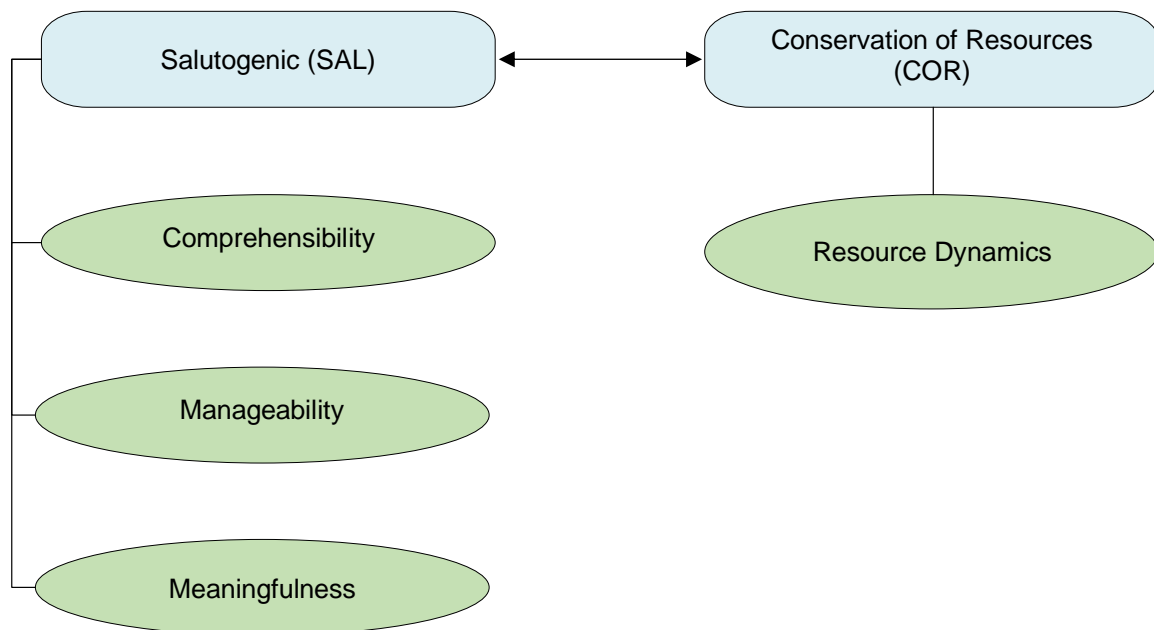 Salutogenic (SAL)
Conservation of Resources
(COR)
Comprehensibility
Resource Dynamics
Manageability
Meaningfulness